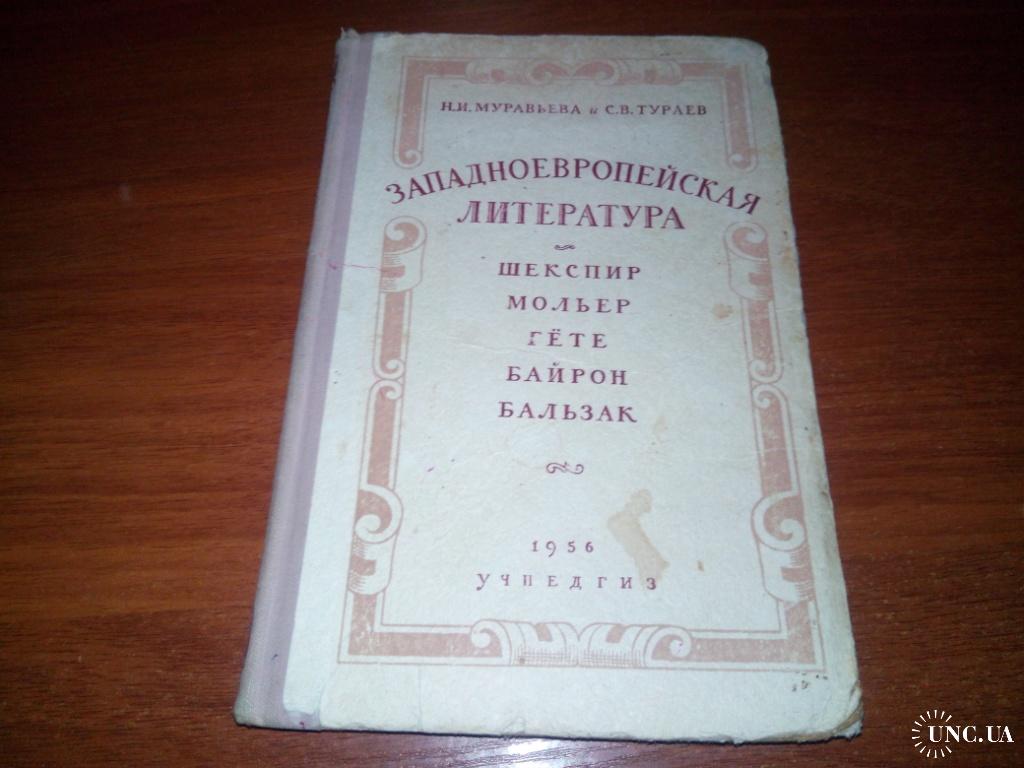 Н.И. МУРАВЬЕВА и С.В. ТУРАЕВ
ЗАПАДНОЕВРОПЕЙСКАЯ
ЛИТЕРАТУРА
ШЕКСПИР
МОЛЬЕР
ГЁТЕ
БАЙРОН
БАЛЬЗАК
1956
УЧПЕДГИЗ
UNC.UA